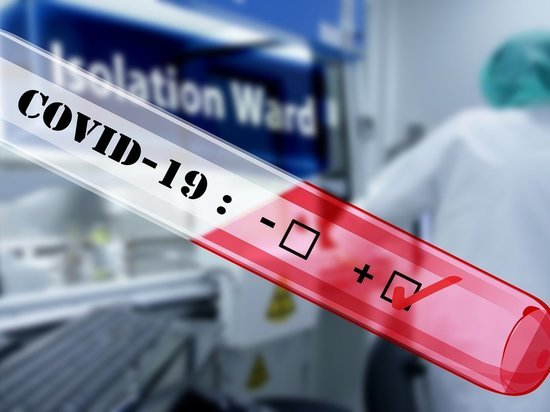 Isolation Ward
COVID-19 : - +